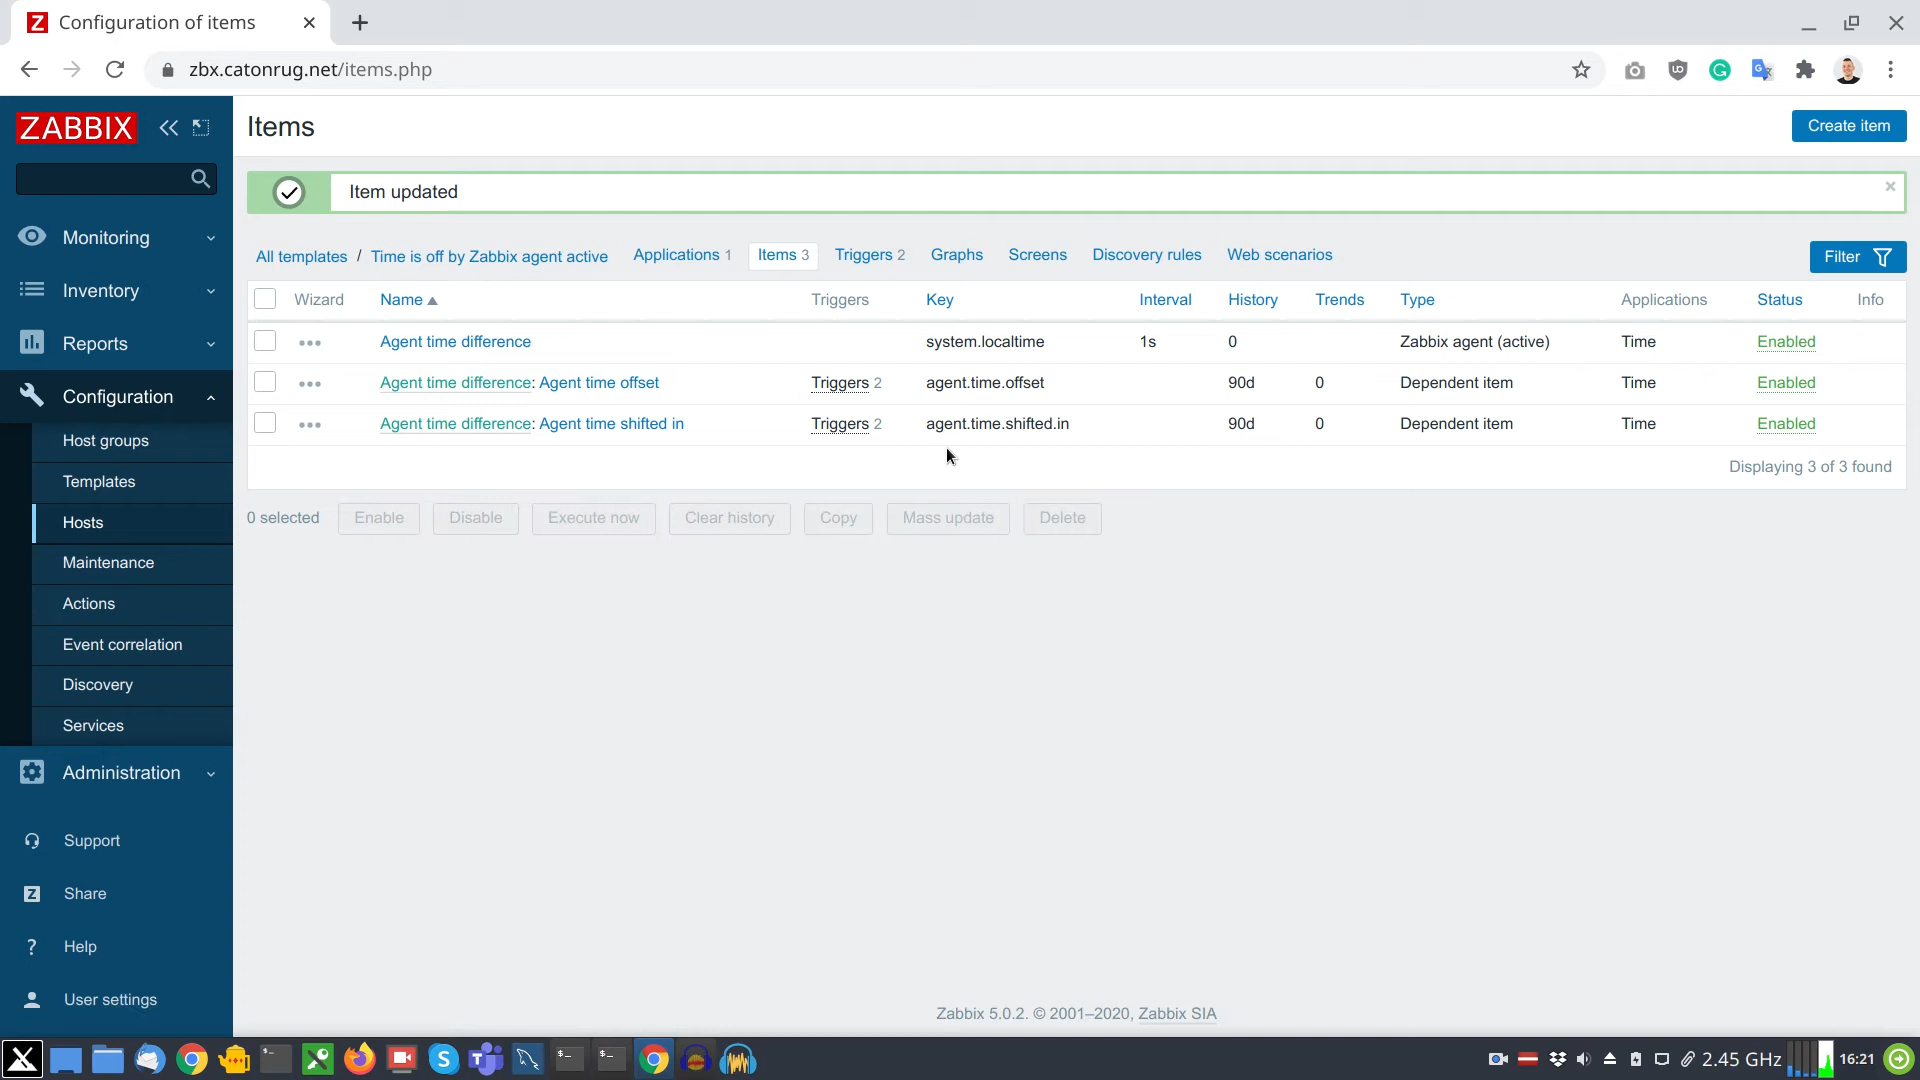 Configuration of items
zbx.catonrug.net/items.php
ZABBIX
Monitoring
Inventory
Reports
Configuration
Host groups
Templates
Hosts
Maintenance
Actions
Event correlation
Discovery
Services
Administration
Support
Share
Help
User settings
Items
Create item
Item updated
All templates / Time is off by Zabbix agent active Applications 1 Items 3 Triggers 2 Graphs Screens Discovery rules Web scenarios
Filter
Wizard Name Triggers Key Interval History Trends Type Applications Status Info
Agent time difference system.localtime 1s 0 Zabbix agent (active) Time Enabled
Agent time difference: Agent time offset Triggers 2 agent.time.offset 90d 0 Dependent item Time Enabled
Agent time difference: Agent time shifted in Triggers 2 agent.time.shifted.in 90d 0 Dependent item Time Enabled
Displaying 3 of 3 found
0 selected Enable Disable Execute now Clear history Copy Mass update Delete
Zabbix 5.0.2. © 2001–2020, Zabbix SIA
2.45 GHz 16:21